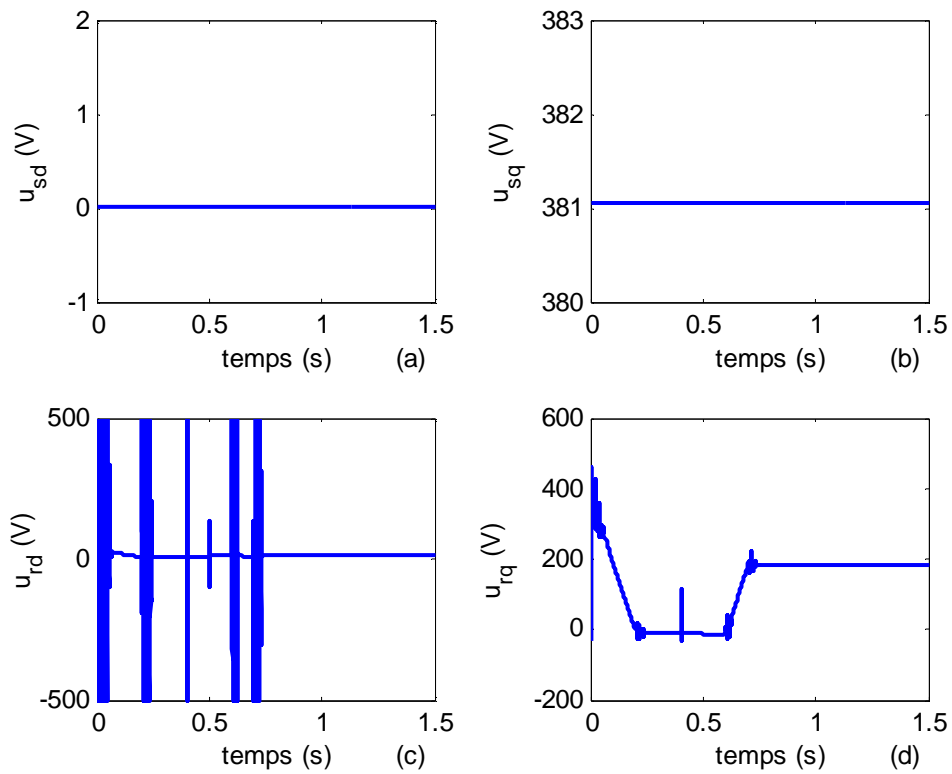 2
1
0
-1
u_sd (V)
0
0.5
1
1.5
temps (s)
(a)
383
382
381
380
u_sq (V)
0
0.5
1
1.5
temps (s)
(b)
500
0
-500
u_rd (V)
0
0.5
1
1.5
temps (s)
(c)
600
400
200
0
-200
u_rq (V)
0
0.5
1
1.5
temps (s)
(d)